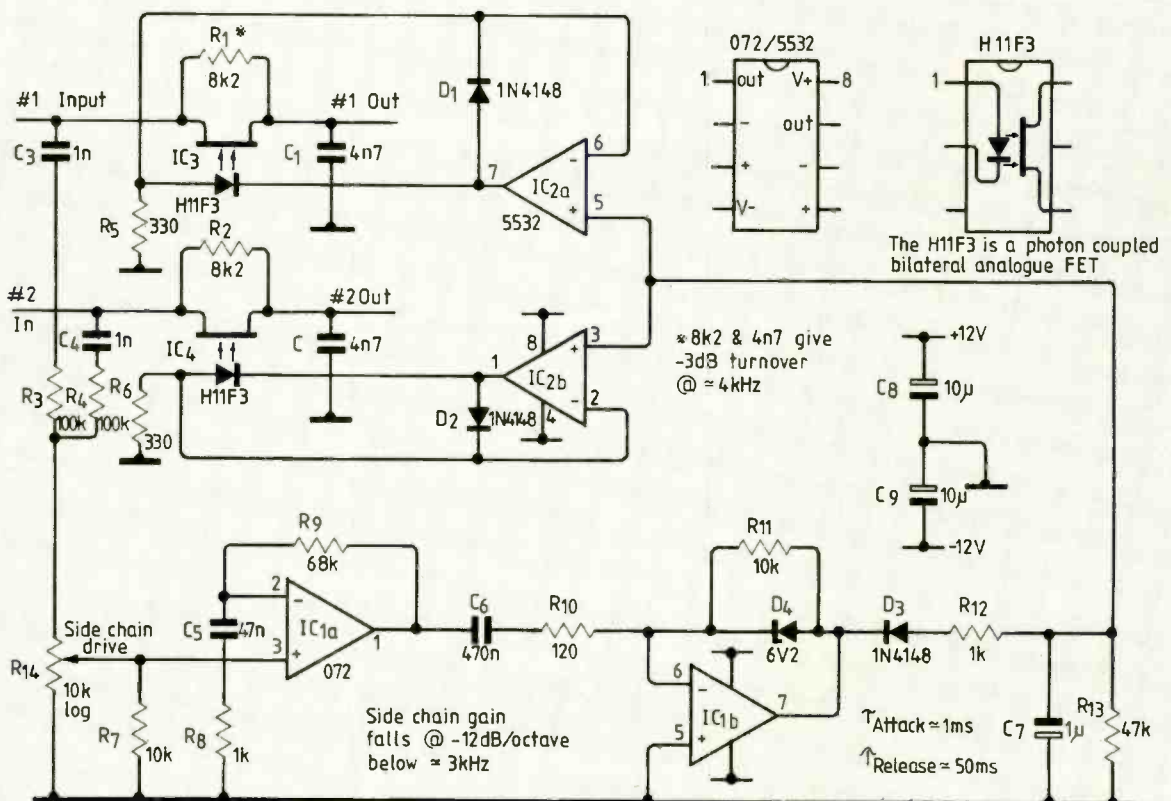 R1 *
8k2
#1 Input
#1 Out
C3
1n
IC3
C1
4n7
H11F3
R5
330
D1
1N4148
6
7
IC2a
5
5532
072/5532
1
out
V+
8
-
out
+
-
V-
+
H11F3
1
The H11F3 is a photon coupled
bilateral analogue FET
R2
8k2
#2
In
#2 Out
C4
1n
IC4
C
4n7
H11F3
R3
100k
R4
100k
R6
330
8
3
1
IC2b
2
4
D2
1N4148
*8k2 & 4n7 give
-3dB turnover
@ ≈ 4kHz
+12V
C8
10µ
C9
10µ
-12V
R9
68k
2
C5
47n
IC1a
3
1
072
Side chain
drive
R14
10k
log
R7
10k
R8
1k
C6
470n
R10
120
R11
10k
D4
6V2
D3
1N4148
R12
1k
6
IC1b
7
5
Side chain gain
falls @ -12dB/octave
below ≈ 3kHz
τAttack ≈ 1ms
τRelease ≈ 50ms
C7
1µ
R13
47k